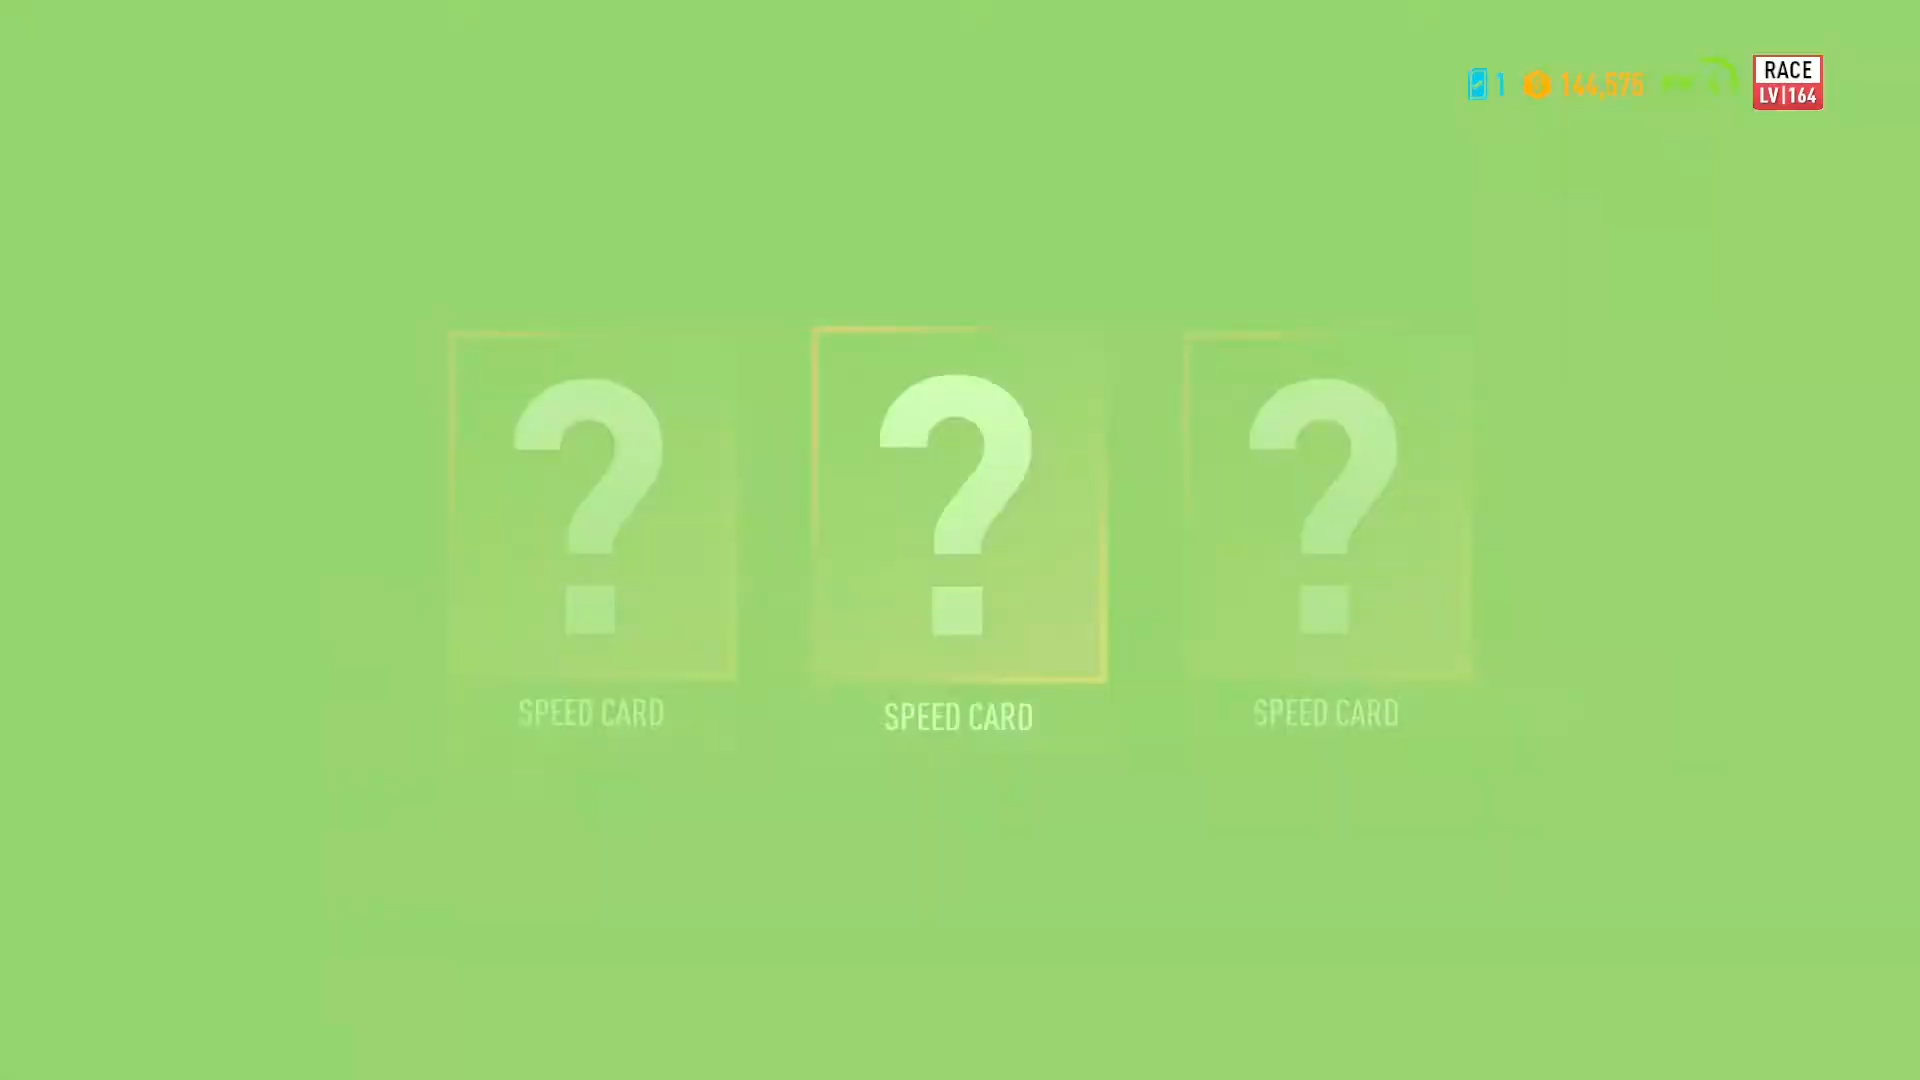 1 144,575
RACE
LV|164
? ? ?
SPEED CARD SPEED CARD SPEED CARD